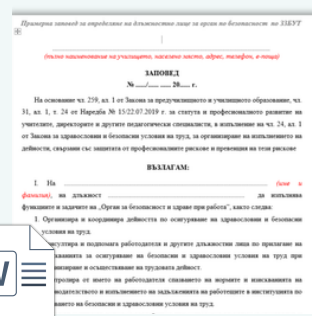 Примерна заповед за определяне на длъжностно лице за орган по безопасност по ЗЗБУТ
(пълно наименование на училището, населено място, адрес, телефон, е-поща)
ЗАПОВЕД
№ ....../...... ...... 20...... г.
На основание чл. 259, ал. 1 от Закона за предучилищното и училищното образование, чл.
31, ал. 1, т. 24 от Наредба № 15/22.07.2019 г. за статута и професионалното развитие на
учителите, директорите и другите педагогически специалисти, в изпълнение на чл. 24, ал. 1
от Закона за здравословни и безопасни условия на труд, за организиране на изпълнението на
дейности, свързани със защитата от професионалните рискове и превенция на тези рискове
ВЪЗЛАГАМ:
I. На ...... (име и
фамилия), на длъжност ...... да изпълнява
функциите и задачите на „Орган за безопасност и здраве при работа", както следва:
1. Организира и координира дейността по осигуряване на здравословни и безопасни
условия на труд.
консултира и подпомага работодателя и другите длъжностни лица по прилагане на
изискванията за осигуряване на безопасни и здравословни условия на труд при
организиране и осъществяване на трудовата дейност.
контролира от името на работодателя спазването на нормите и изискванията на
законодателството и изпълнението на задълженията на работещите в институцията по
осигуряването на безопасни и здравословни условия на труд.
W